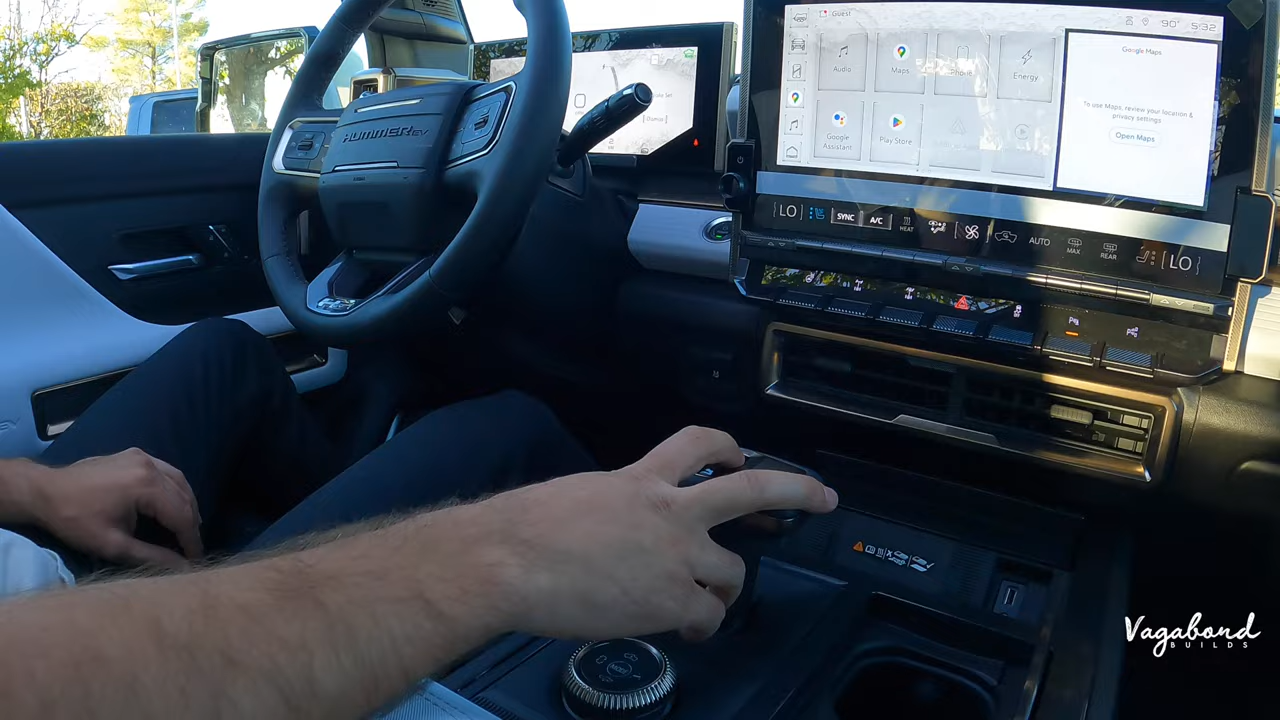 Guest
90° 5:32
Audio
Maps
Phone
Energy
Google
Assistant
Play Store
Google Maps
To use Maps, review your location &
privacy settings
Open Maps
HUMMER EV
LO
SYNC
A/C
HEAT
AUTO
MAX
REAR
LO
MODE
Vagabond
BUILDS